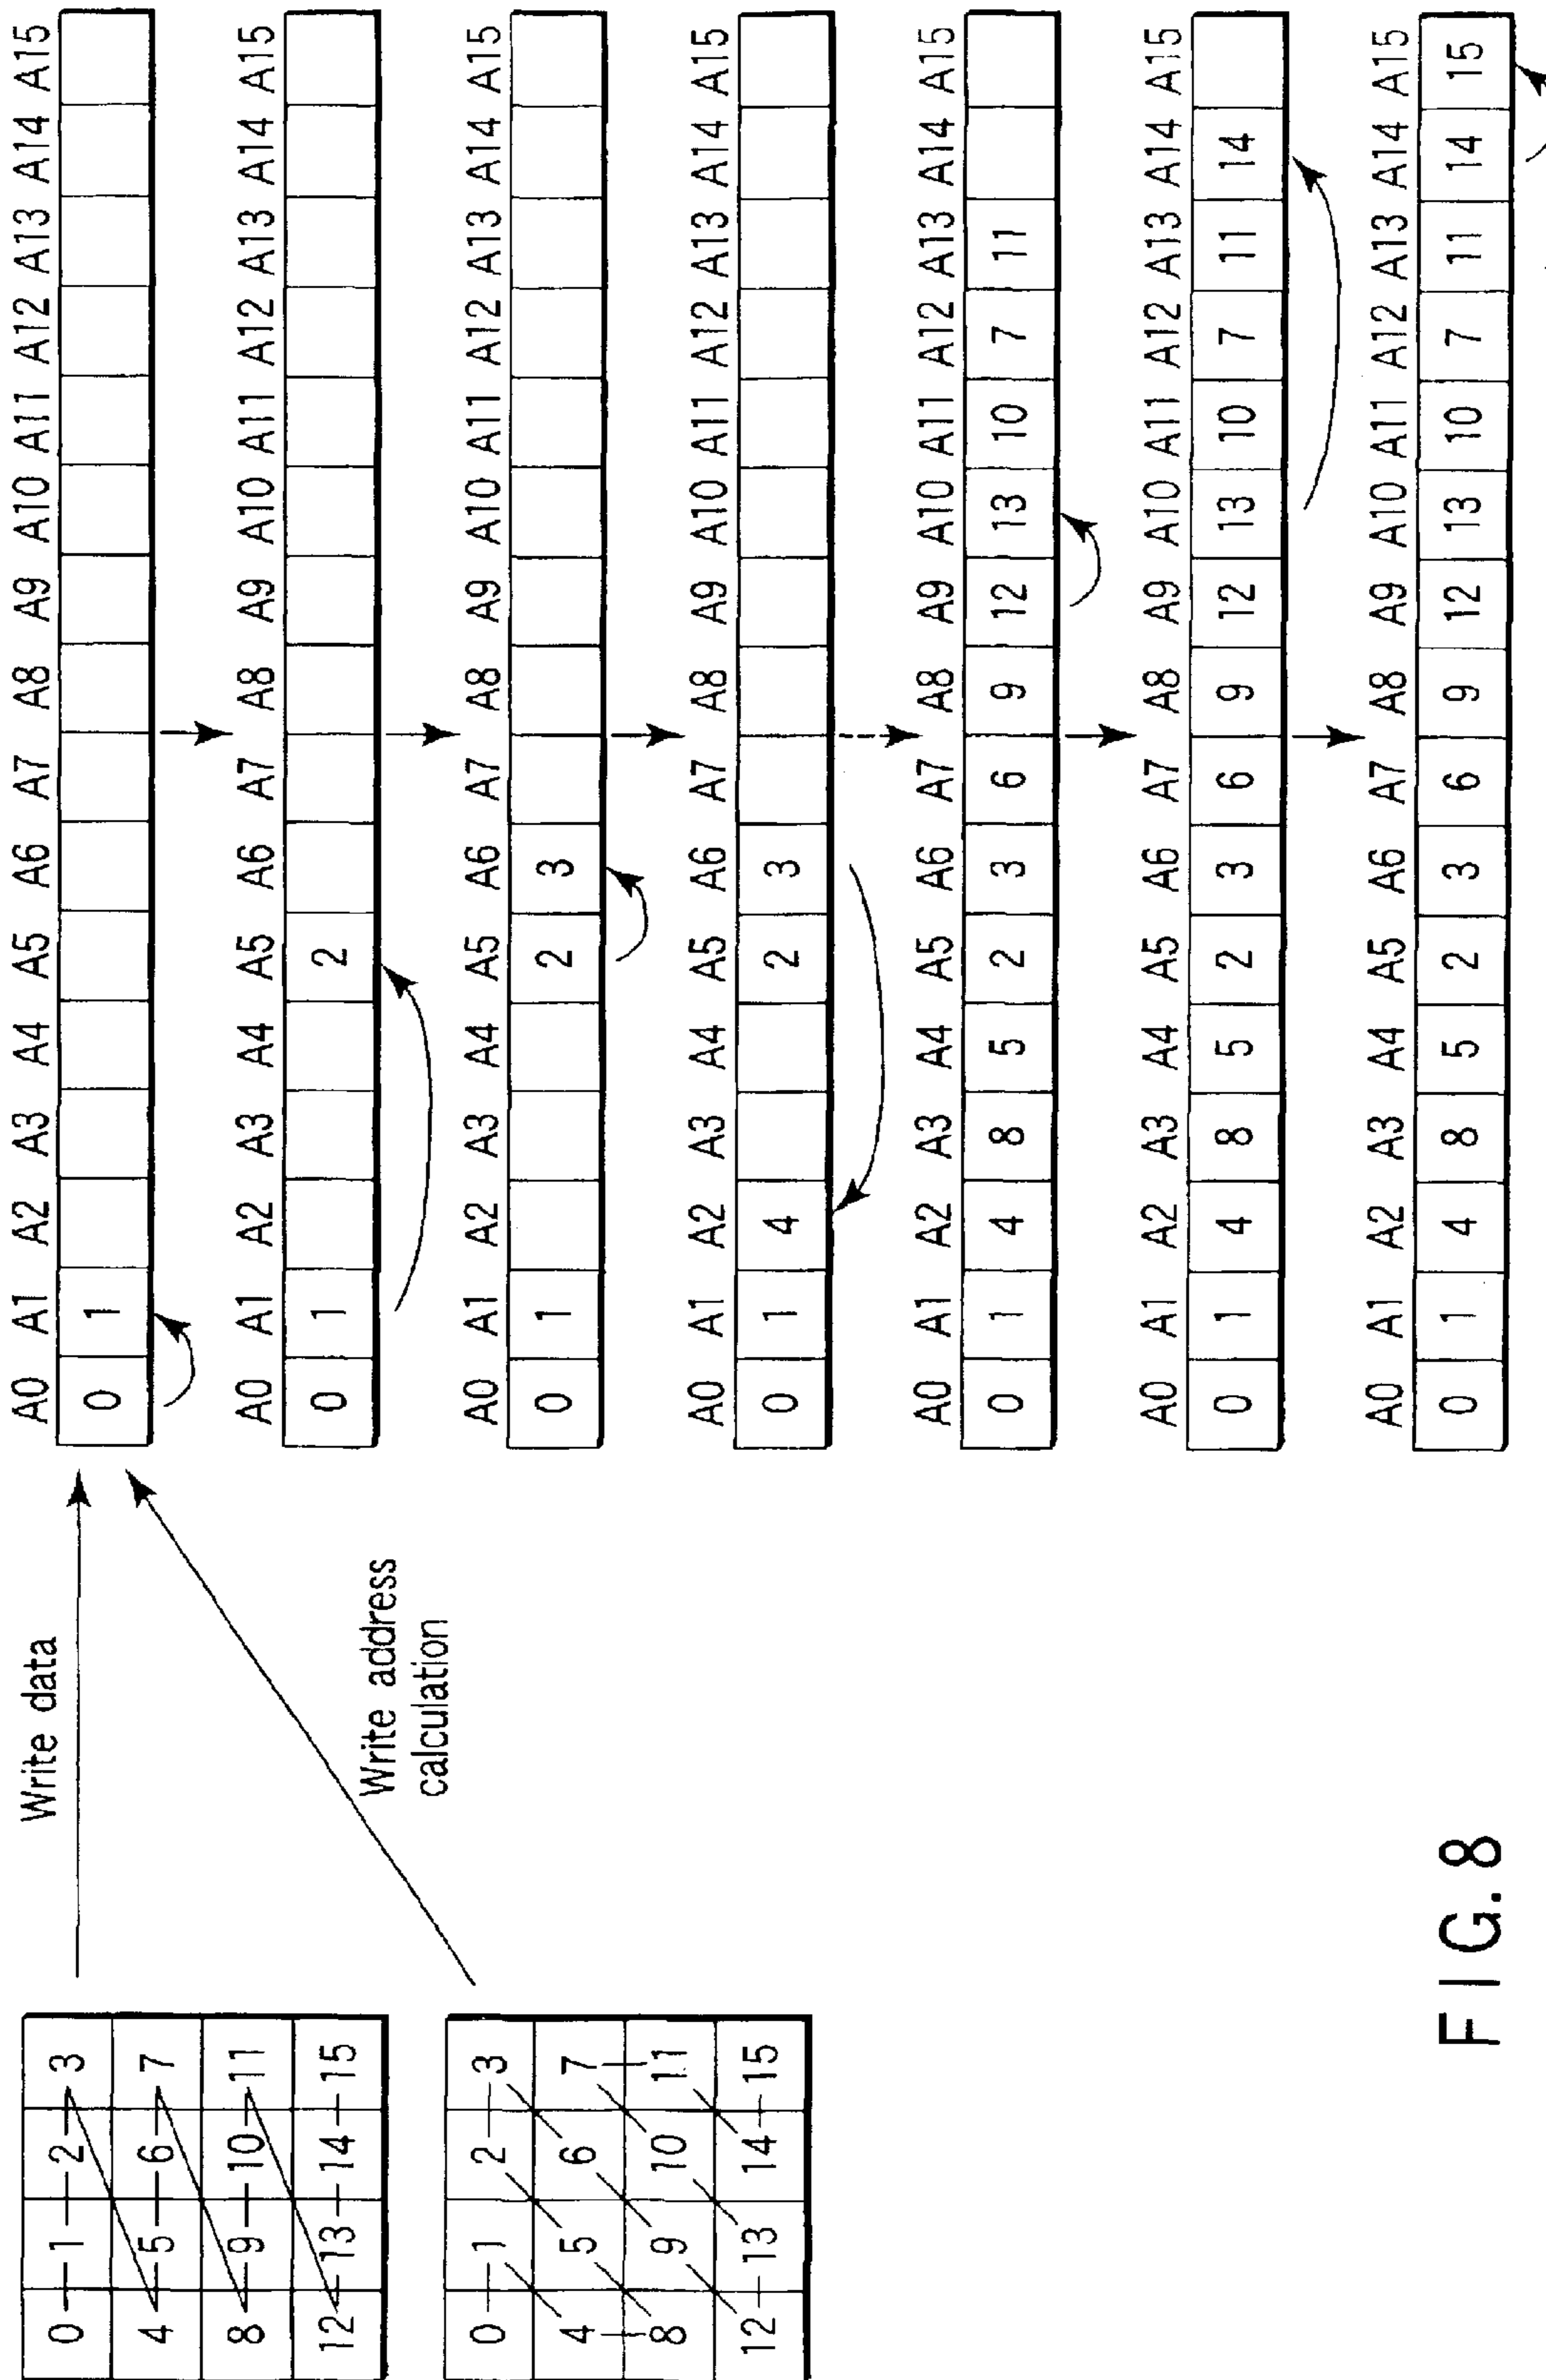 0 1 2 3
4 5 6 7
8 9 10 11
12 13 14 15
Write data
0 1 2 3
4 5 6 7
8 9 10 11
12 13 14 15
Write address
calculation
A0 A1 A2 A3 A4 A5 A6 A7 A8 A9 A10 A11 A12 A13 A14 A15
0 1
A0 A1 A2 A3 A4 A5 A6 A7 A8 A9 A10 A11 A12 A13 A14 A15
0 1 2
A0 A1 A2 A3 A4 A5 A6 A7 A8 A9 A10 A11 A12 A13 A14 A15
0 1 2 3
A0 A1 A2 A3 A4 A5 A6 A7 A8 A9 A10 A11 A12 A13 A14 A15
0 1 4 2 3
A0 A1 A2 A3 A4 A5 A6 A7 A8 A9 A10 A11 A12 A13 A14 A15
0 1 4 8 5 2 3 6 9 12 13 10 7 11
A0 A1 A2 A3 A4 A5 A6 A7 A8 A9 A10 A11 A12 A13 A14 A15
0 1 4 8 5 2 3 6 9 12 13 10 7 11 14
A0 A1 A2 A3 A4 A5 A6 A7 A8 A9 A10 A11 A12 A13 A14 A15
0 1 4 8 5 2 3 6 9 12 13 10 7 11 14 15
FIG. 8